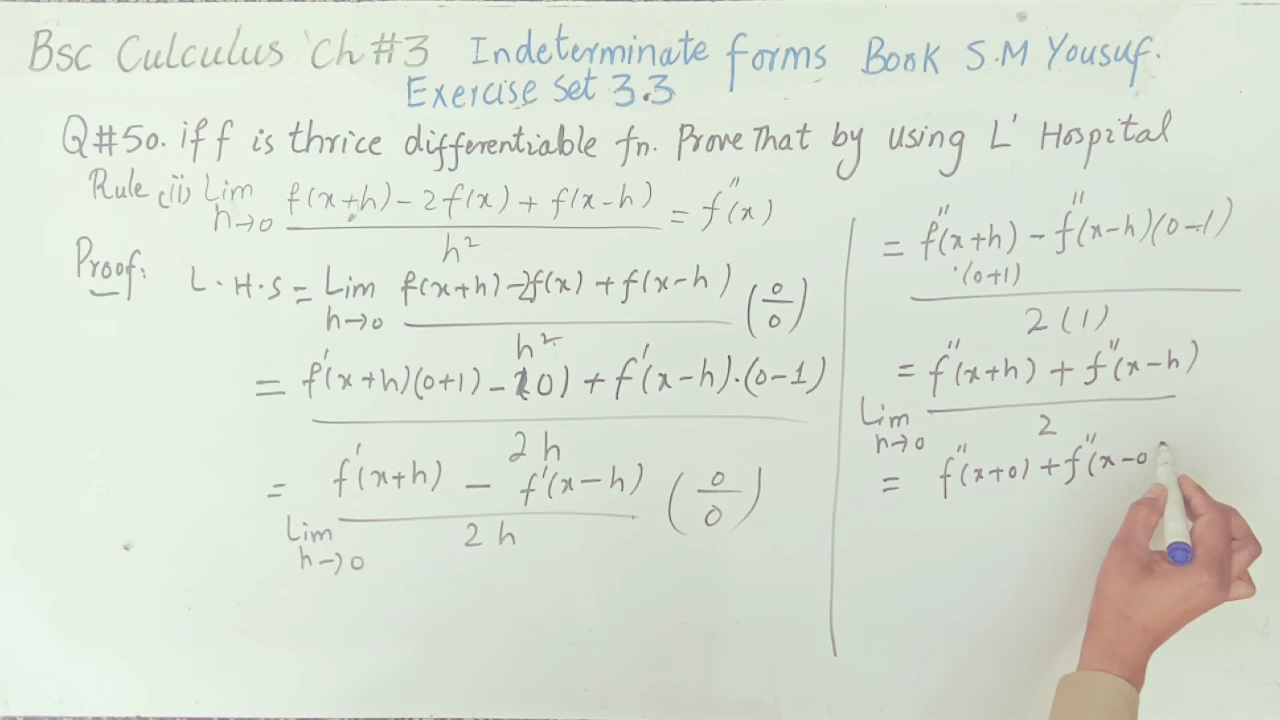 Bsc Culculus Ch#3 Indeterminate forms Book S.M Yousuf.
Exercise Set 3.3
Q#50. if f is thrice differentiable fn. Prove That by using L' Hospital
Rule (ii) Lim h→0 f(x+h) - 2f(x) + f(x-h) / h² = f''(x)
Proof:
L.H.S = Lim h→0 f(x+h) - 2f(x) + f(x-h) / h² (0/0)
= f'(x+h)(0+1) - 0) + f'(x-h).(0-1) / 2h
= Lim h→0 f'(x+h) - f'(x-h) / 2h (0/0)
= f''(x+h).(0+1) - f''(x-h)(0-1) / 2(1)
= Lim h→0 f''(x+h) + f''(x-h) / 2
= f''(x+0) + f''(x-0